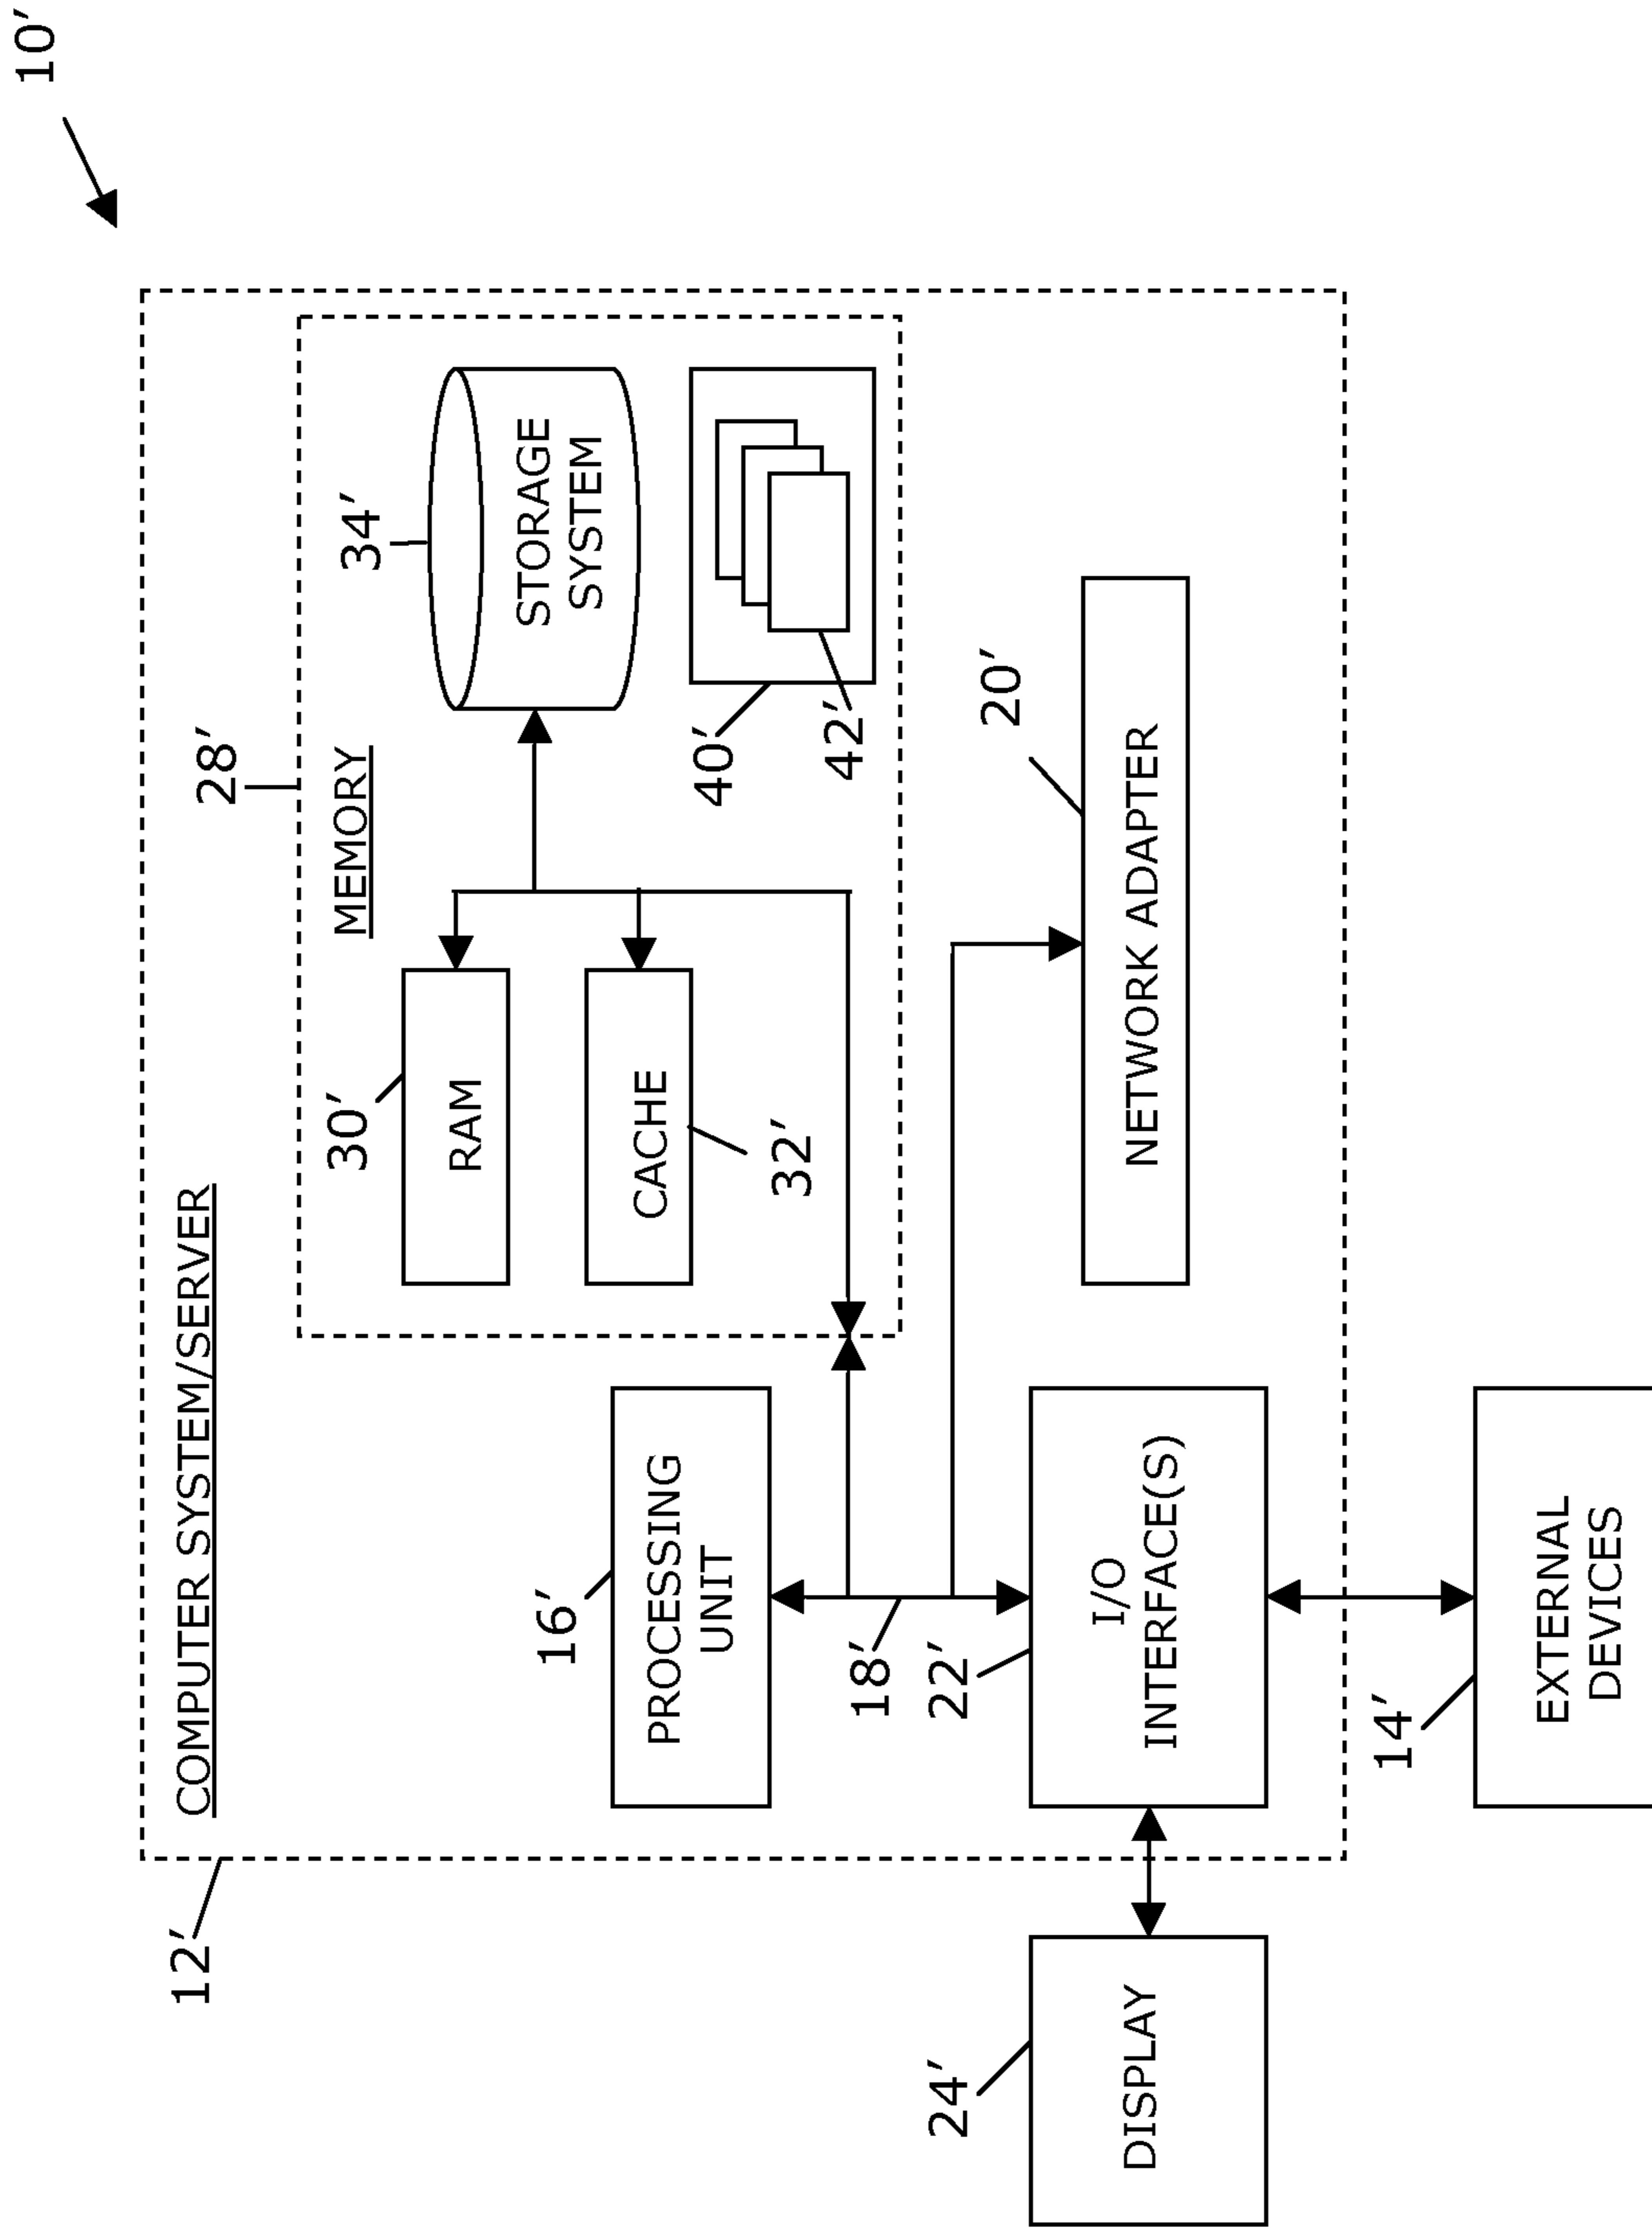 10′
12′
COMPUTER SYSTEM/SERVER
28′
MEMORY
34′
STORAGE
SYSTEM
30′
RAM
CACHE
32′
40′
42′
16′
PROCESSING
UNIT
18′
20′
NETWORK ADAPTER
22′
I/O
INTERFACE(S)
24′
DISPLAY
14′
EXTERNAL
DEVICES